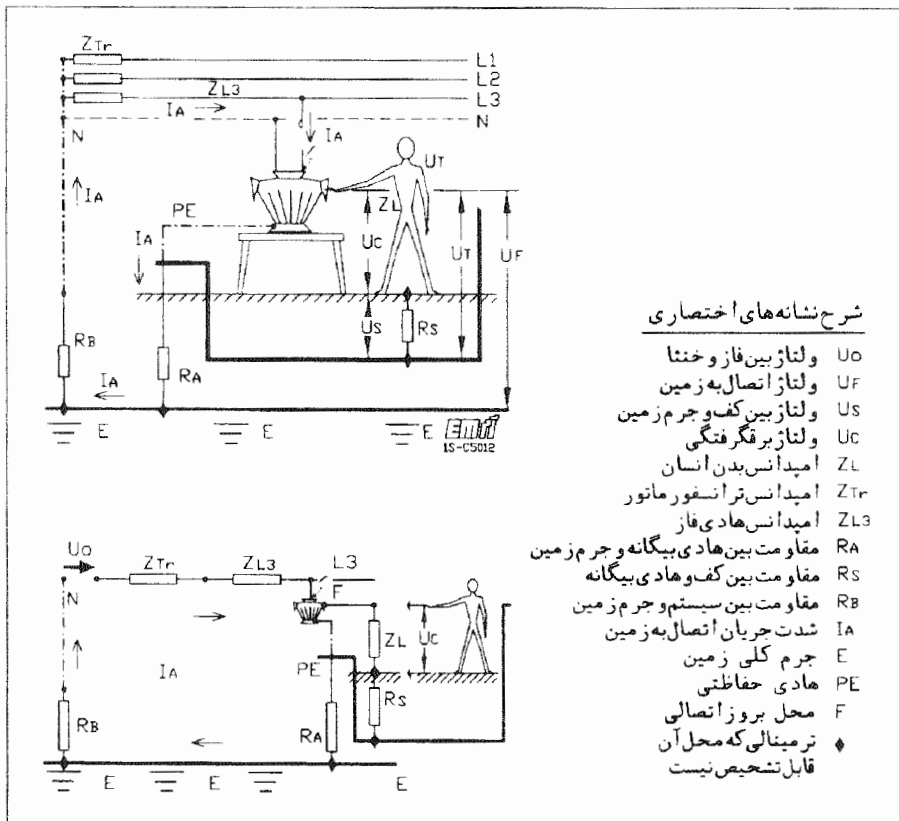 ZTr
L1
L2
ZL3
L3
IA
N
N
IA
UT
IA
ZL
PE
UC
UT
UF
IA
US
RS
RB
RA
IA
E
E
E
Emri
IS-C5012
شرح نشانه‌های اختصاری
Uo ولتاژ بین فاز و خنثا
UF ولتاژ اتصال به زمین
US ولتاژ بین کف و جرم زمین
UC ولتاژ برقگرفتگی
ZL امپدانس بدن انسان
ZTr امپدانس ترانسفورماتور
ZL3 امپدانس هادی فاز
RA مقاومت بین هادی بیگانه و جرم زمین
RS مقاومت بین کف و هادی بیگانه
RB مقاومت بین سیستم و جرم زمین
IA شدت جریان اتصال به زمین
E جرم کلی زمین
PE هادی حفاظتی
F محل بروز اتصالی
♦ ترمینالی که محل آن
قابل تشخیص نیست
Uo
ZTr
ZL3
L3
N
F
ZL
UC
IA
PE
RS
RB
RA
E
E
E